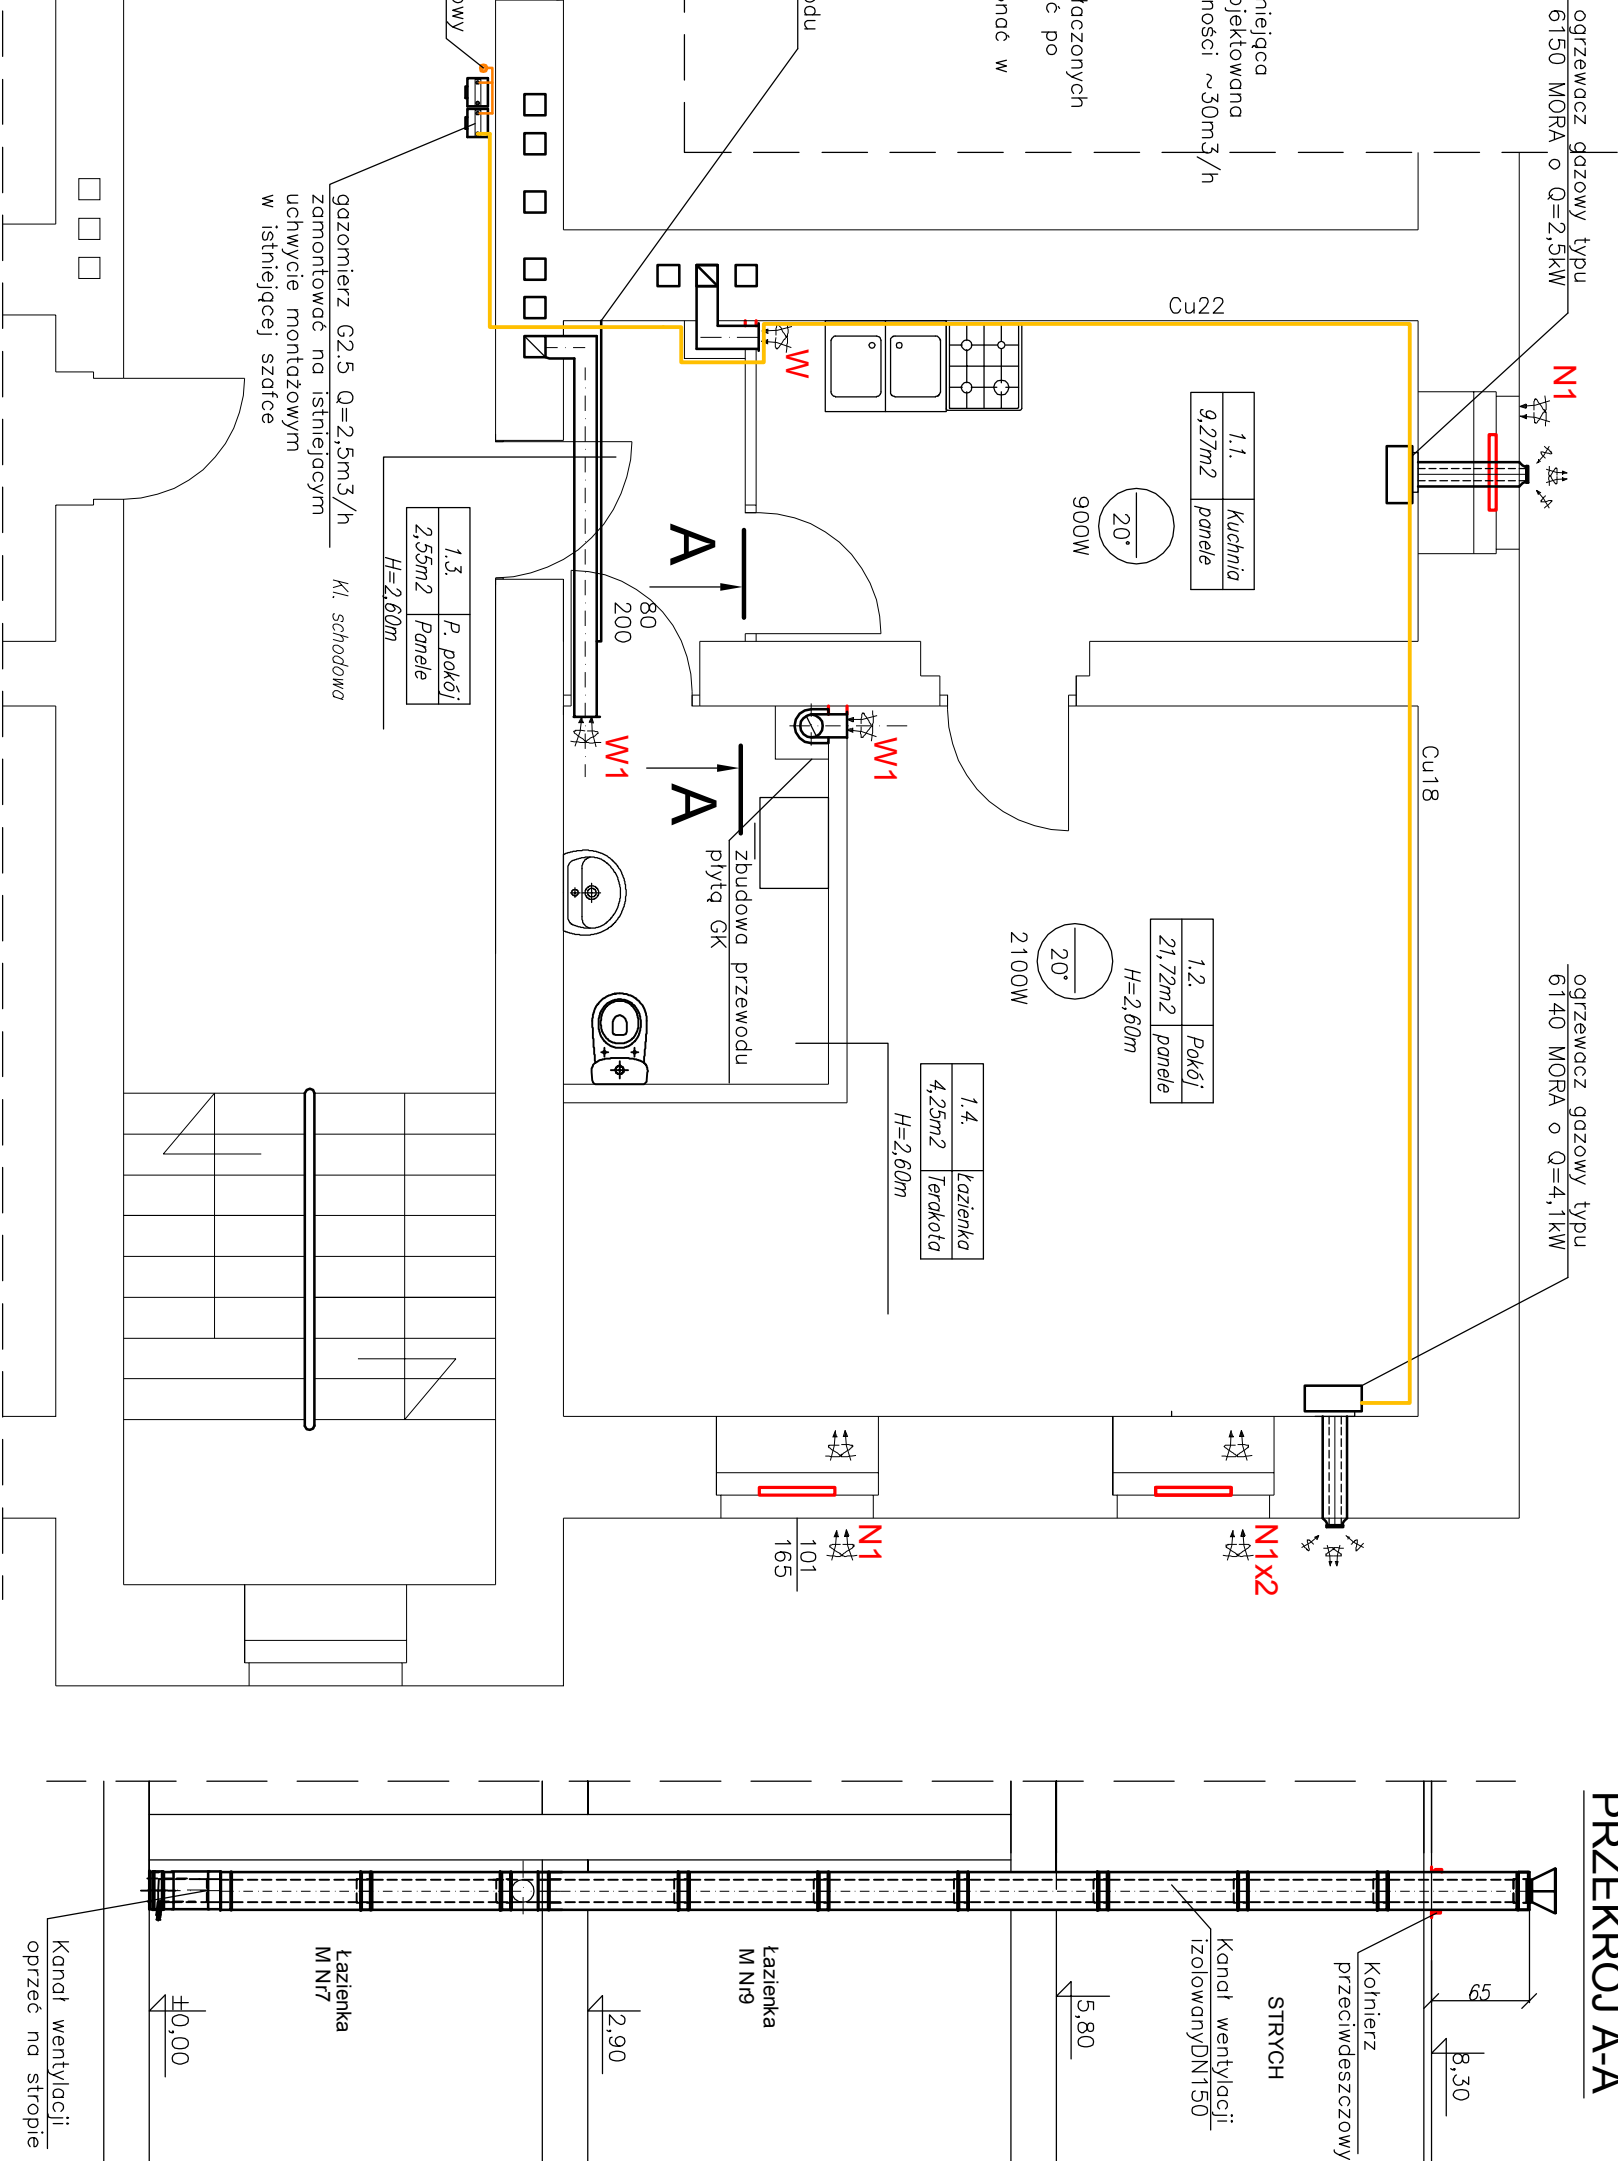 ogrzewacz gazowy typu
6150 MORA o Q=2,5kW
ogrzewacz gazowy typu
6140 MORA o Q=4,1kW
N1
niejąca
ojektowana
ności ~30m3/h
łaczonych
ć po
onać w
odu
owy
Cu22
Cu18
1.1.
Kuchnia
9,27m2
panele
20°
900W
W
A
80
200
1.3.
P. pokój
2,55m2
Panele
H=2,60m
gazomierz G2.5 Q=2,5m3/h
zamontować na istniejacym
uchwycie montażowym
w istniejącej szafce
Kl. schodowa
W1
W1
A
zbudowa przewodu
płytą GK
1.2.
Pokój
21,72m2
panele
H=2,60m
20°
2100W
1.4.
Łazienka
4,25m2
Terakota
H=2,60m
N1x2
N1
101
165
PRZEKRÓJ A-A
65
8,30
Kołnierz
przeciwdeszczowy
STRYCH
Kanał wentylacji
izolowanyDN150
5,80
Łazienka
M Nr9
2,90
Łazienka
M Nr7
±0,00
Kanał wentylacji
oprzeć na stropie